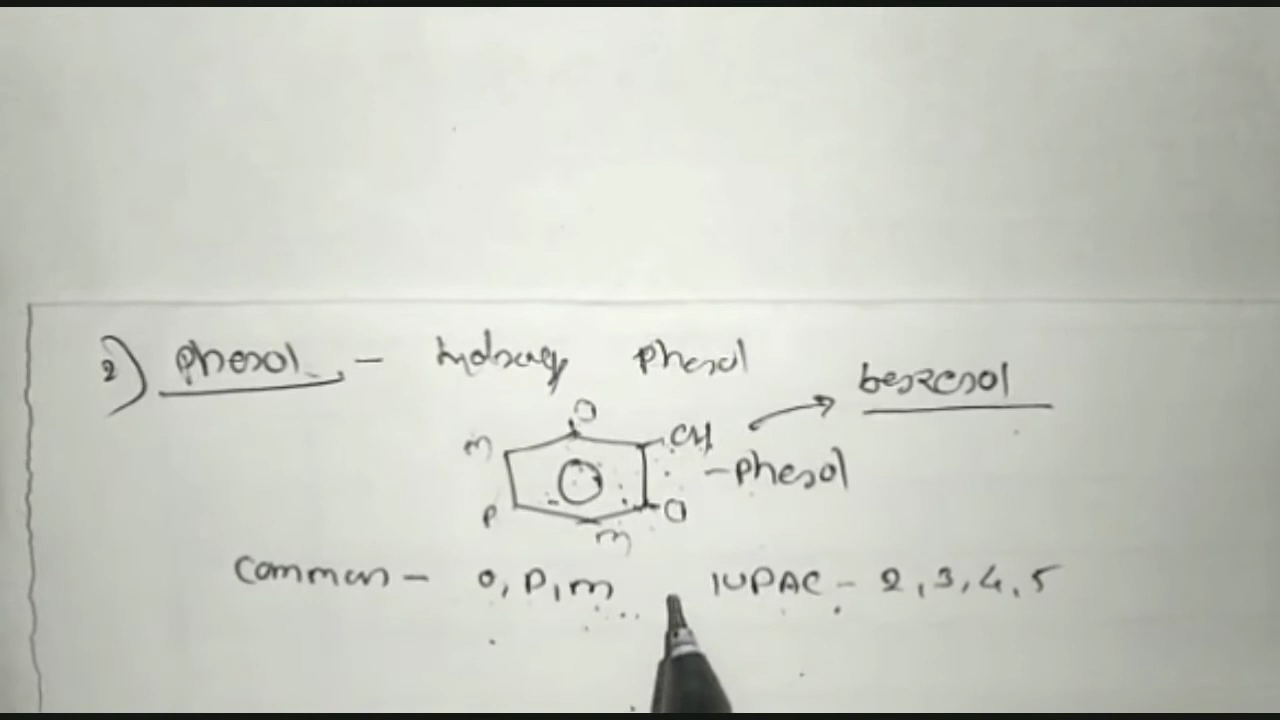 2) phenol - hydroxy phenol
benzenol
O
m OH
- phenol
P O
m
Common - o, p, m IUPAC - 2, 3, 4, 5